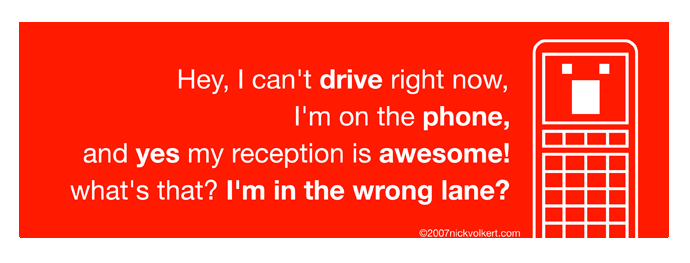 Hey, I can't drive right now,
I'm on the phone,
and yes my reception is awesome!
what's that? I'm in the wrong lane?
©2007nickvolkert.com